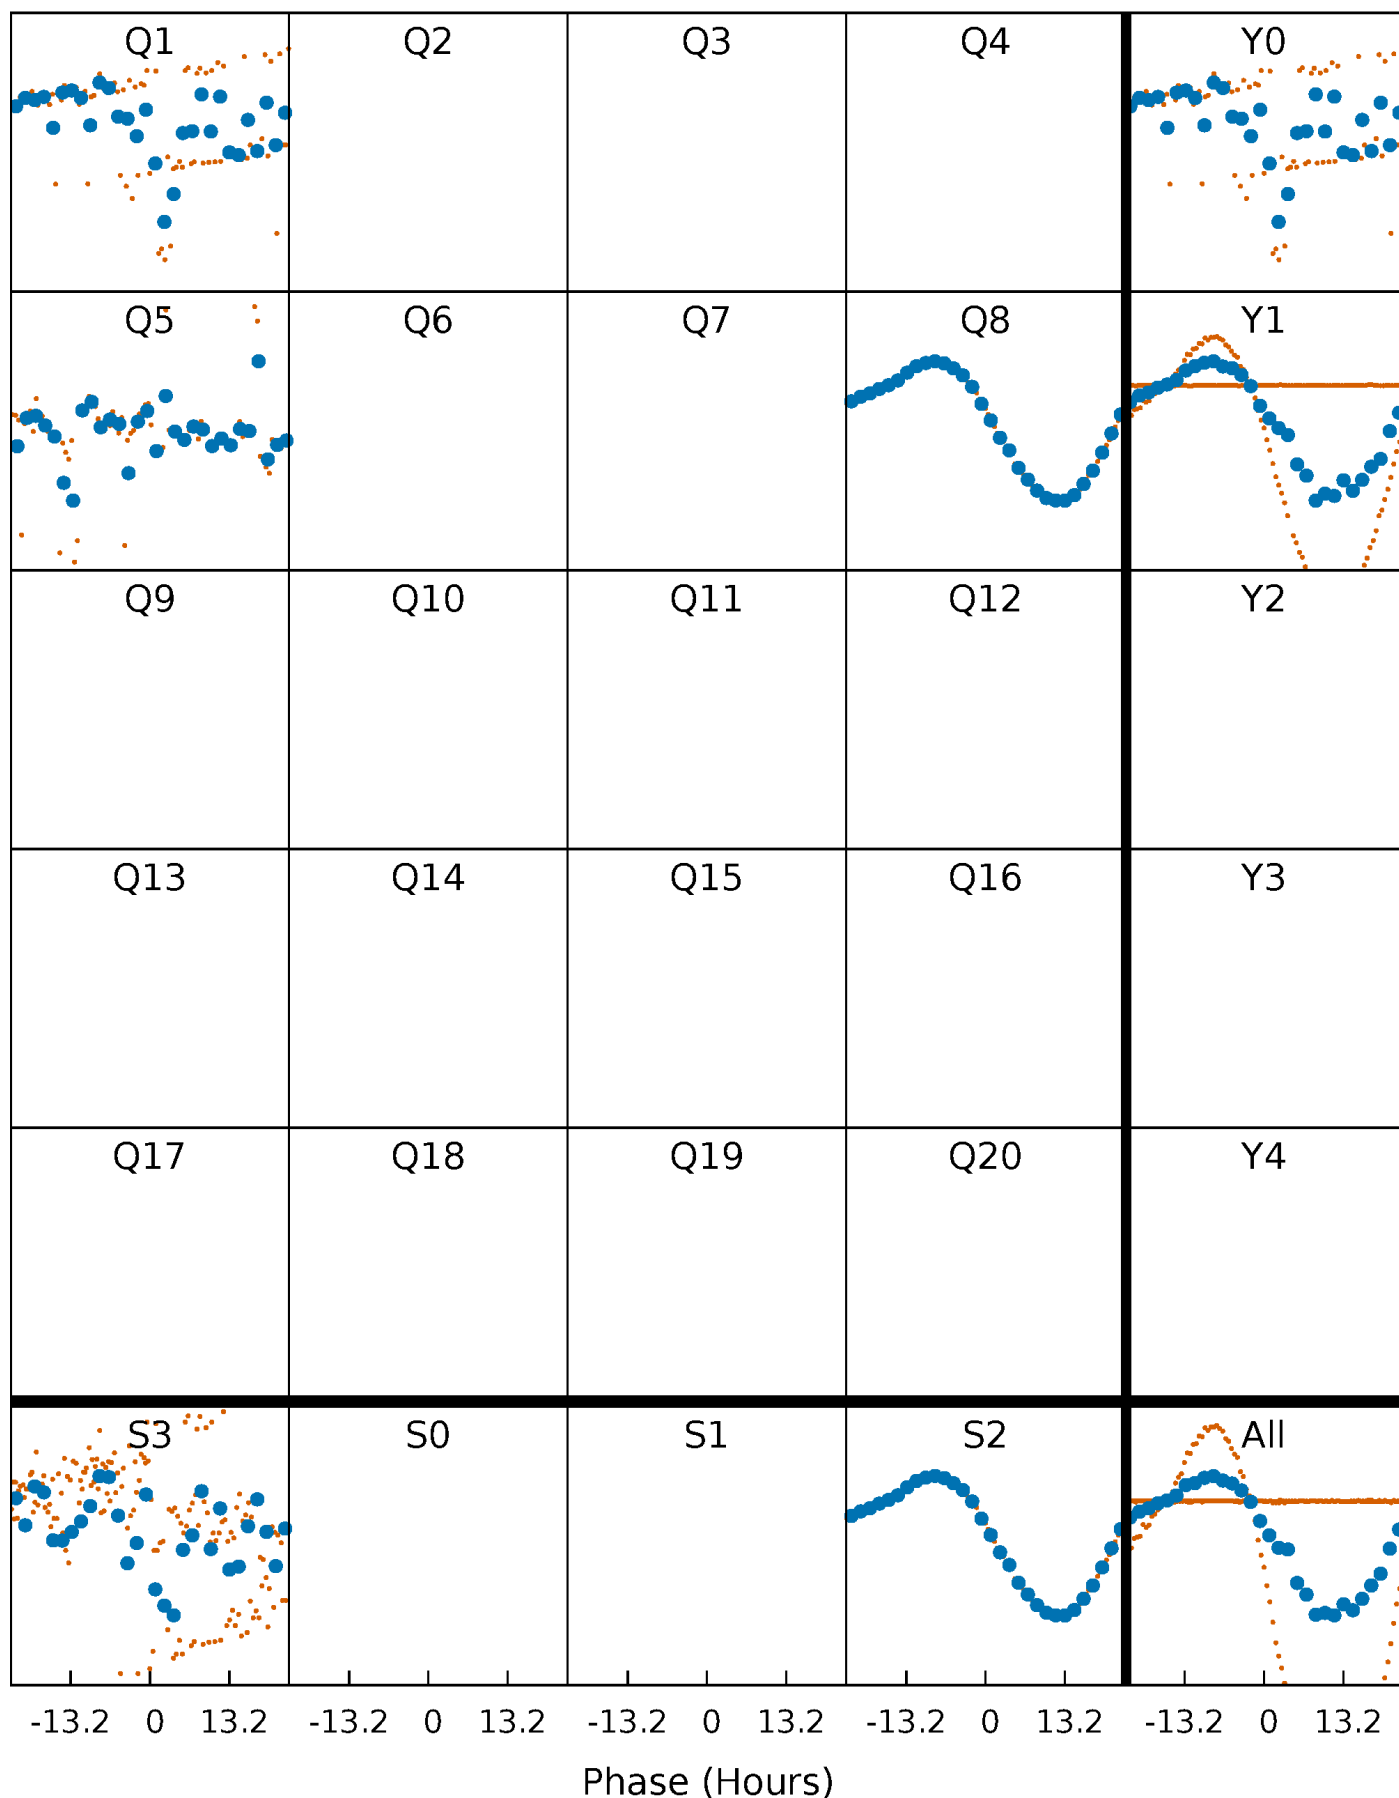 Q1 Q2 Q3 Q4 Y0
Q5 Q6 Q7 Q8 Y1
Q9 Q10 Q11 Q12 Y2
Q13 Q14 Q15 Q16 Y3
Q17 Q18 Q19 Q20 Y4
S3 S0 S1 S2 All
-13.2 0 13.2 -13.2 0 13.2 -13.2 0 13.2 -13.2 0 13.2 -13.2 0 13.2
Phase (Hours)